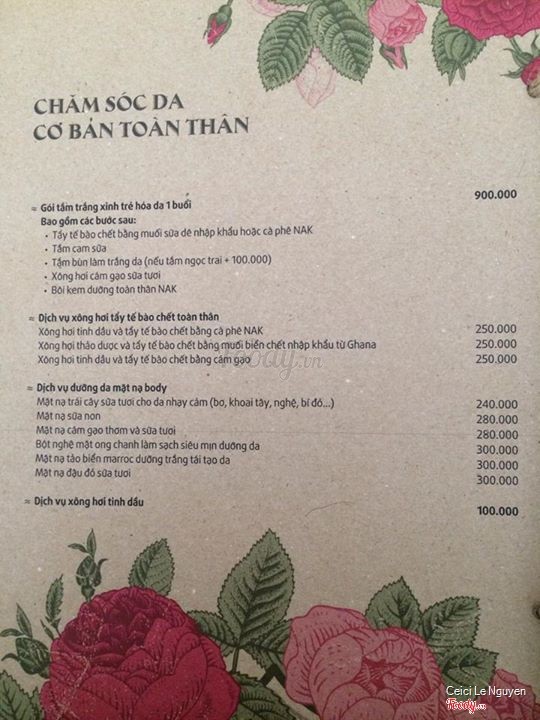 CHĂM SÓC DA
CƠ BẢN TOÀN THÂN
≈ Gói tắm trắng xinh trẻ hóa da 1 buổi 900.000
Bao gồm các bước sau:
• Tẩy tế bào chết bằng muối sữa dê nhập khẩu hoặc cà phê NAK
• Tắm cam sữa
• Tắm bùn làm trắng da (nếu tắm ngọc trai + 100.000)
• Xông hơi cám gạo sữa tươi
• Bôi kem dưỡng toàn thân NAK
≈ Dịch vụ xông hơi tẩy tế bào chết toàn thân
Xông hơi tinh dầu và tẩy tế bào chết bằng cà phê NAK 250.000
Xông hơi thảo dược và tẩy tế bào chết bằng muối biển chết nhập khẩu từ Ghana 250.000
Xông hơi tinh dầu và tẩy tế bào chết bằng cám gạo 250.000
Foody.vn
≈ Dịch vụ dưỡng da mặt nạ body
Mặt nạ trái cây sữa tươi cho da nhạy cảm (bơ, khoai tây, nghệ, bí đỏ...) 240.000
Mặt nạ sữa non 280.000
Mặt nạ cám gạo thơm và sữa tươi 280.000
Bột nghệ mật ong chanh làm sạch siêu mịn dưỡng da 300.000
Mặt nạ tảo biển marroc dưỡng trắng tái tạo da 300.000
Mặt nạ đậu đỏ sữa tươi 300.000
≈ Dịch vụ xông hơi tinh dầu 100.000
Ceici Le Nguyen
Foody.vn